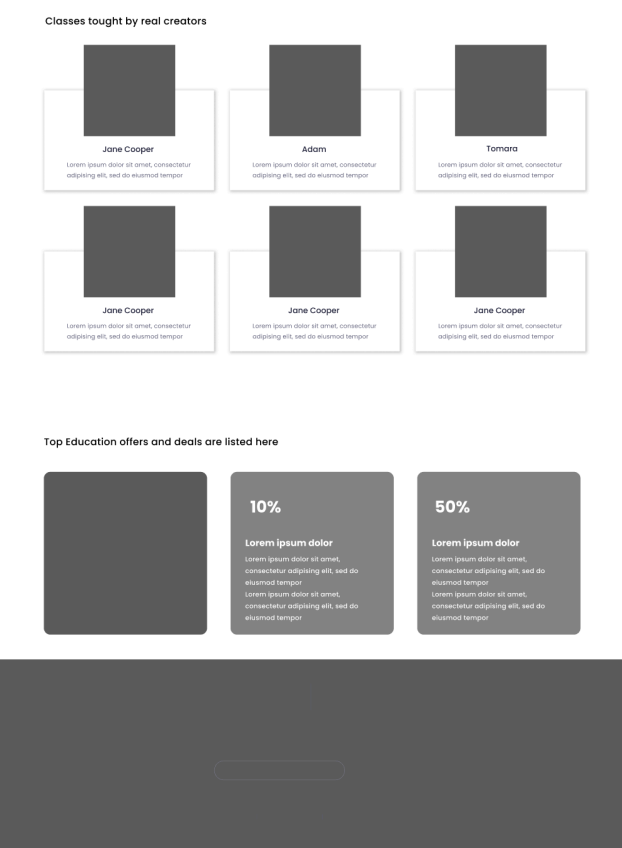 Classes tought by real creators
Jane Cooper
Lorem ipsum dolor sit amet, consectetur
adipising elit, sed do eiusmod tempor
Adam
Lorem ipsum dolor sit amet, consectetur
adipising elit, sed do eiusmod tempor
Tomara
Lorem ipsum dolor sit amet, consectetur
adipising elit, sed do eiusmod tempor
Jane Cooper
Lorem ipsum dolor sit amet, consectetur
adipising elit, sed do eiusmod tempor
Jane Cooper
Lorem ipsum dolor sit amet, consectetur
adipising elit, sed do eiusmod tempor
Jane Cooper
Lorem ipsum dolor sit amet, consectetur
adipising elit, sed do eiusmod tempor
Top Education offers and deals are listed here
10%
Lorem ipsum dolor
Lorem ipsum dolor sit amet,
consectetur adipising elit, sed do
eiusmod tempor
Lorem ipsum dolor sit amet,
consectetur adipising elit, sed do
eiusmod tempor
50%
Lorem ipsum dolor
Lorem ipsum dolor sit amet,
consectetur adipising elit, sed do
eiusmod tempor
Lorem ipsum dolor sit amet,
consectetur adipising elit, sed do
eiusmod tempor